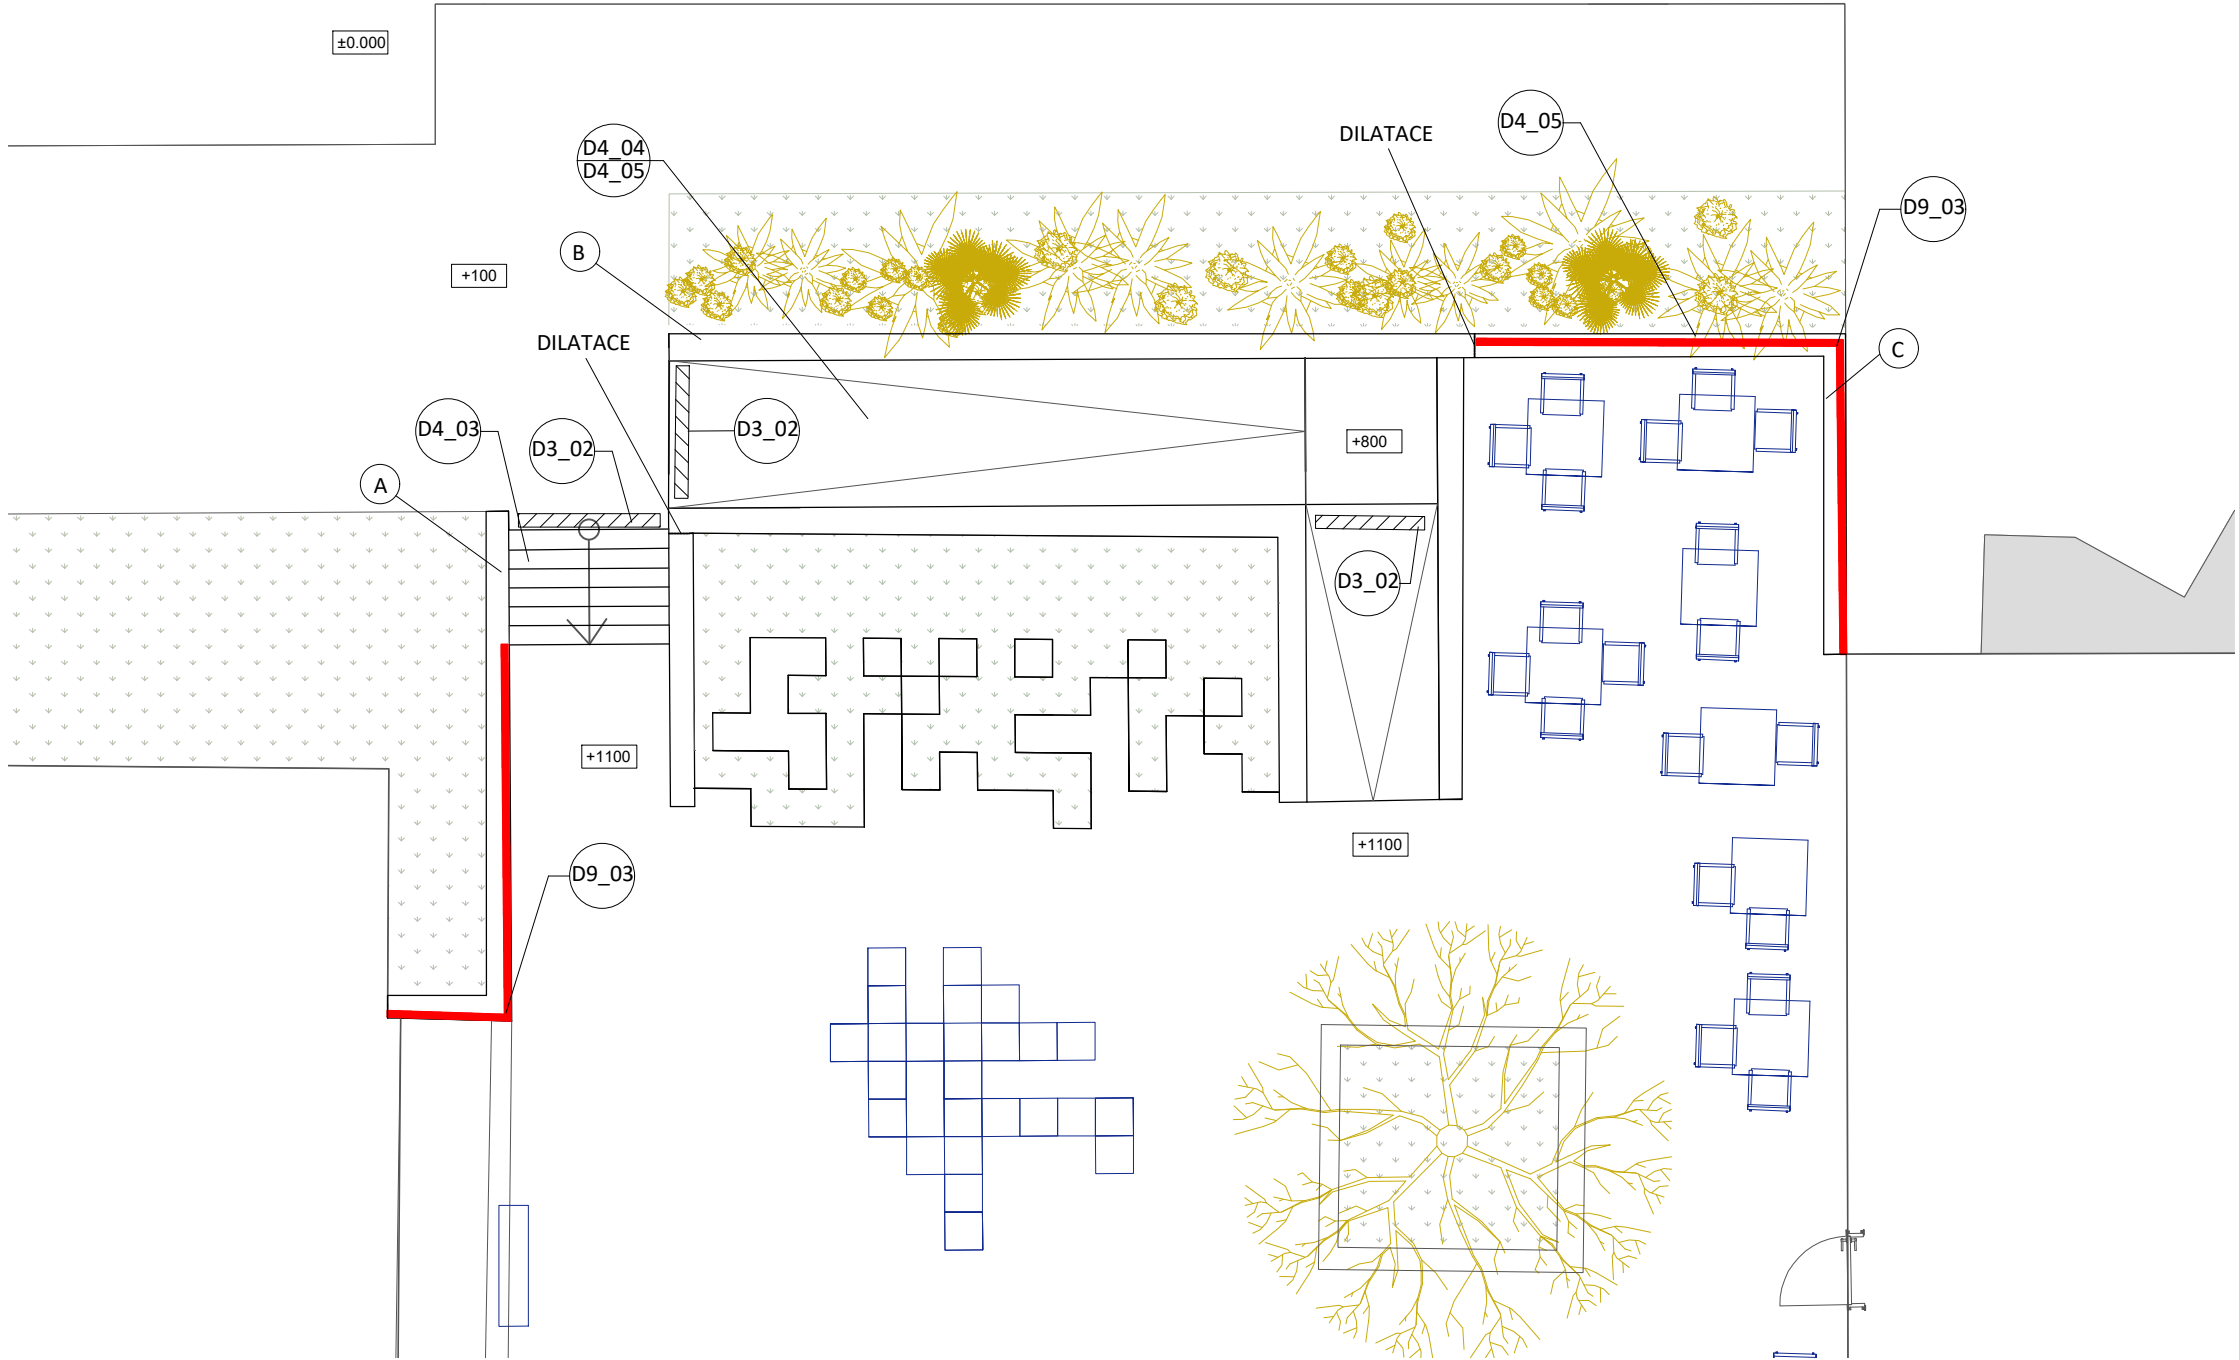 ±0.000
D4_05
DILATACE
D4_04
D4_05
D9_03
B
+100
DILATACE
C
D4_03
D3_02
D3_02
+800
A
D3_02
+1100
+1100
D9_03